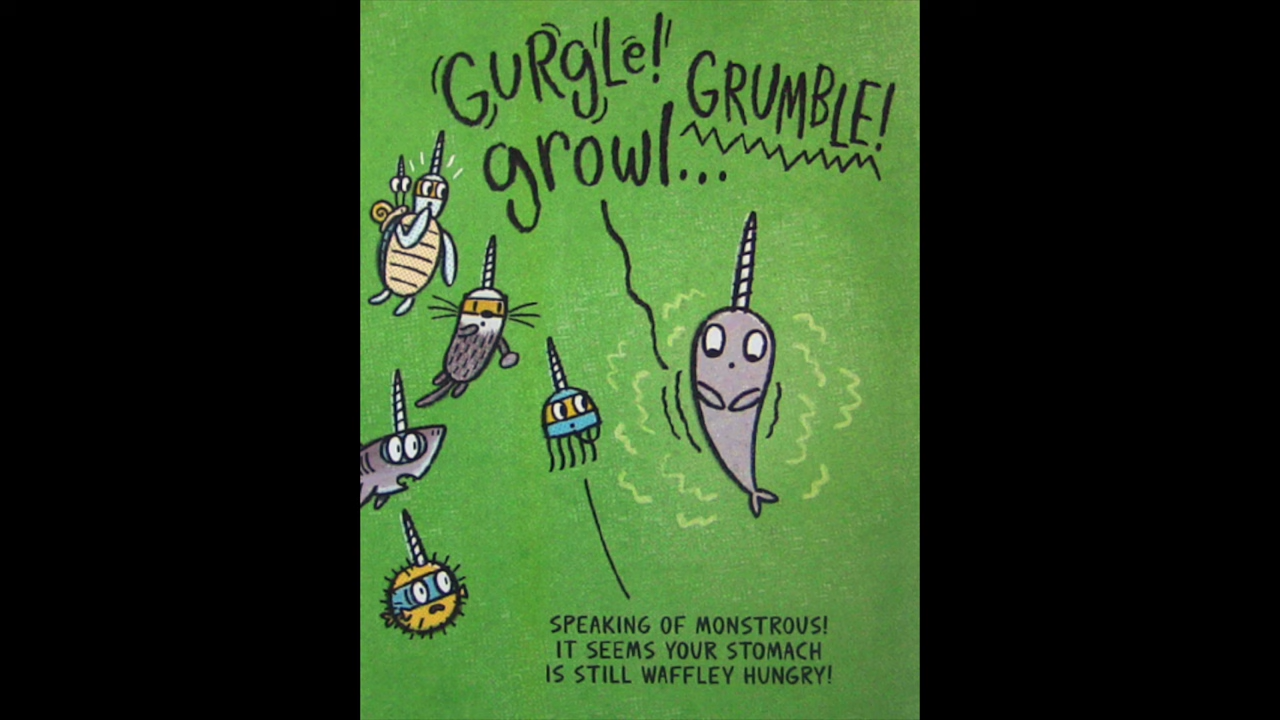 GURgLe! GRUMBLE!
growl...
SPEAKING OF MONSTROUS!
IT SEEMS YOUR STOMACH
IS STILL WAFFLEY HUNGRY!